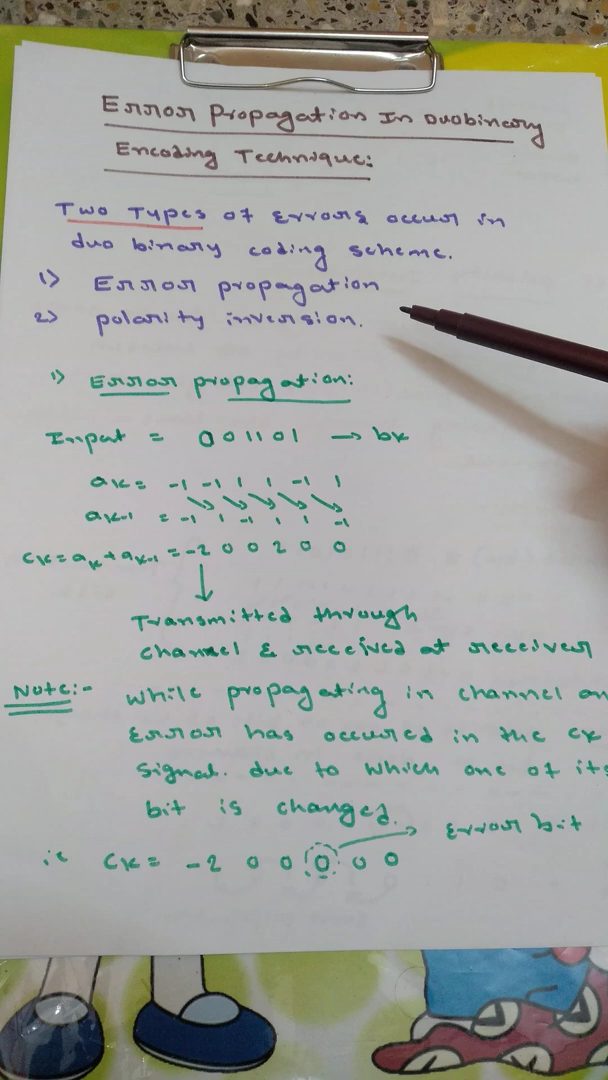 Error Propagation In Duobinary
Encoding Technique:
Two Types of Errors occur in
duo binary coding scheme.
1) Error propagation
2) polarity inversion.
1) Error propagation:
Input = 001101 → bk
ak = -1 -1 1 1 -1 1
ak-1 = -1 1 -1 1 1 -1
ck = ak + ak-1 = -2 0 0 2 0 0
Transmitted through
channel & received at receiver
Note:- While propagating in channel an
Error has occured in the ck
signal. due to which one of its
bit is changed.
Error bit
ie ck = -2 0 0 0 0 0